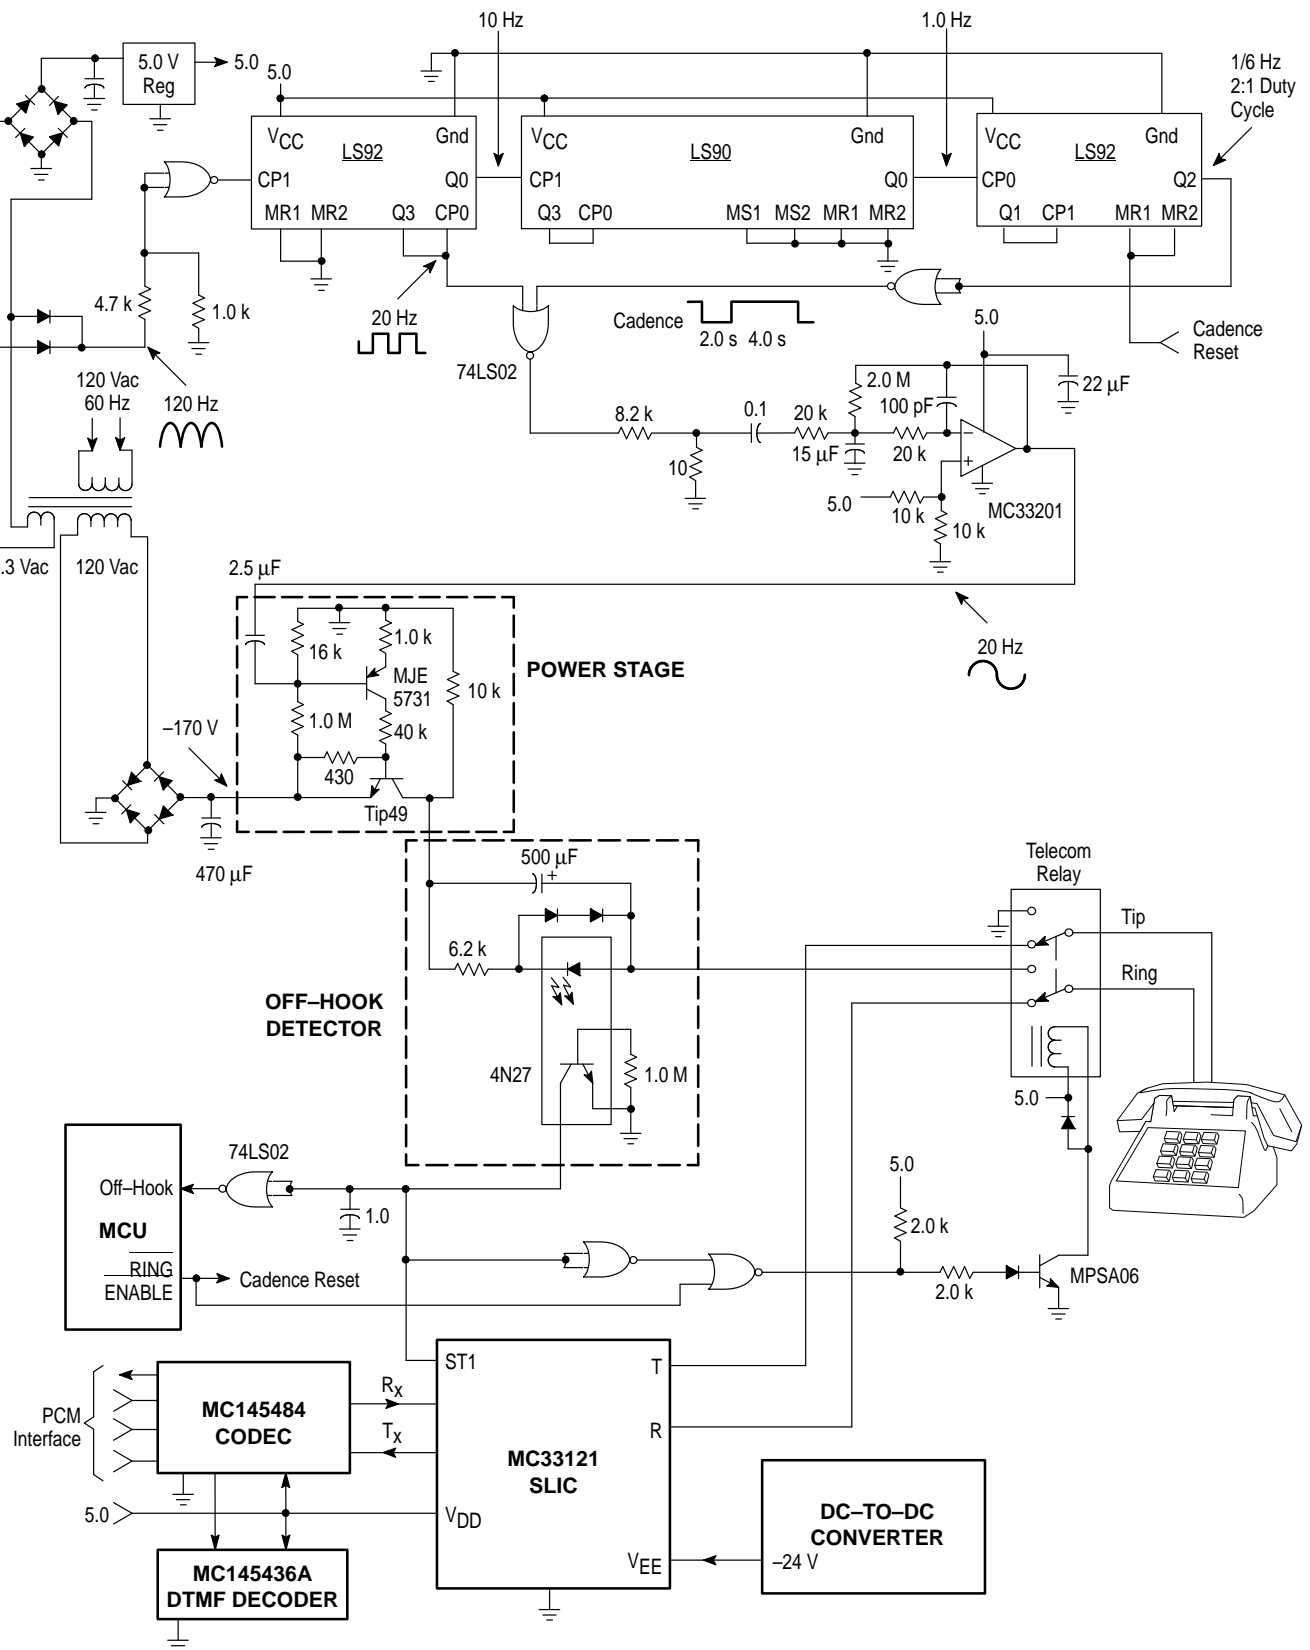 10 Hz
1.0 Hz
5.0 V
Reg
5.0
5.0
1/6 Hz
2:1 Duty
Cycle
VCC
Gnd
LS92
CP1
Q0
MR1 MR2
Q3 CP0
VCC
Gnd
LS90
CP1
Q0
Q3 CP0
MS1 MS2 MR1 MR2
VCC
Gnd
LS92
CP0
Q2
Q1 CP1
MR1 MR2
4.7 k
1.0 k
20 Hz
Cadence
2.0 s 4.0 s
5.0
Cadence
Reset
74LS02
120 Vac
60 Hz
120 Hz
22 µF
2.0 M
100 pF
8.2 k
0.1
20 k
15 µF
20 k
10
–
+
5.0
10 k
MC33201
10 k
.3 Vac
120 Vac
2.5 µF
20 Hz
16 k
1.0 k
POWER STAGE
MJE
5731
10 k
1.0 M
40 k
–170 V
430
Tip49
470 µF
500 µF
+
Telecom
Relay
Tip
6.2 k
Ring
OFF–HOOK
DETECTOR
4N27
1.0 M
5.0
74LS02
5.0
Off–Hook
MCU
1.0
2.0 k
RING
ENABLE
Cadence Reset
2.0 k
MPSA06
ST1
T
RX
MC145484
CODEC
PCM
Interface
TX
R
MC33121
SLIC
5.0
VDD
DC–TO–DC
CONVERTER
VEE
–24 V
MC145436A
DTMF DECODER